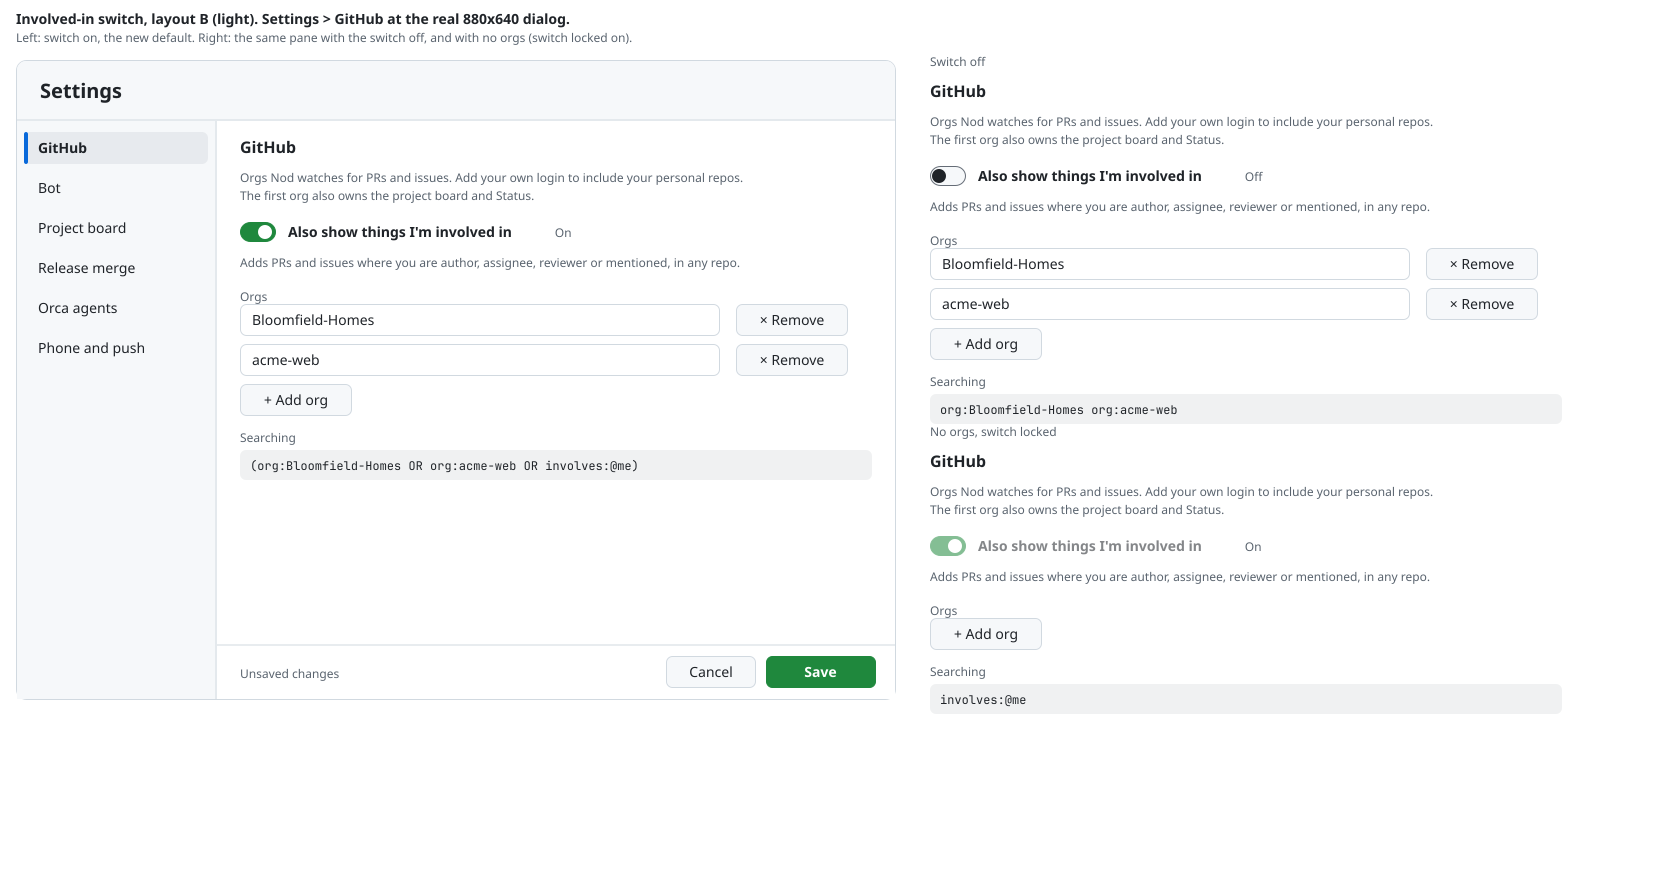 Involved-in switch, layout B (light). Settings > GitHub at the real 880x640 dialog.
Left: switch on, the new default. Right: the same pane with the switch off, and with no orgs (switch locked on).
Settings
GitHub
Bot
Project board
Release merge
Orca agents
Phone and push
GitHub
Orgs Nod watches for PRs and issues. Add your own login to include your personal repos.
The first org also owns the project board and Status.
Also show things I'm involved in On
Adds PRs and issues where you are author, assignee, reviewer or mentioned, in any repo.
Orgs
Bloomfield-Homes × Remove
acme-web × Remove
+ Add org
Searching
(org:Bloomfield-Homes OR org:acme-web OR involves:@me)
Unsaved changes Cancel Save
Switch off
GitHub
Orgs Nod watches for PRs and issues. Add your own login to include your personal repos.
The first org also owns the project board and Status.
Also show things I'm involved in Off
Adds PRs and issues where you are author, assignee, reviewer or mentioned, in any repo.
Orgs
Bloomfield-Homes × Remove
acme-web × Remove
+ Add org
Searching
org:Bloomfield-Homes org:acme-web
No orgs, switch locked
GitHub
Orgs Nod watches for PRs and issues. Add your own login to include your personal repos.
The first org also owns the project board and Status.
Also show things I'm involved in On
Adds PRs and issues where you are author, assignee, reviewer or mentioned, in any repo.
Orgs
+ Add org
Searching
involves:@me